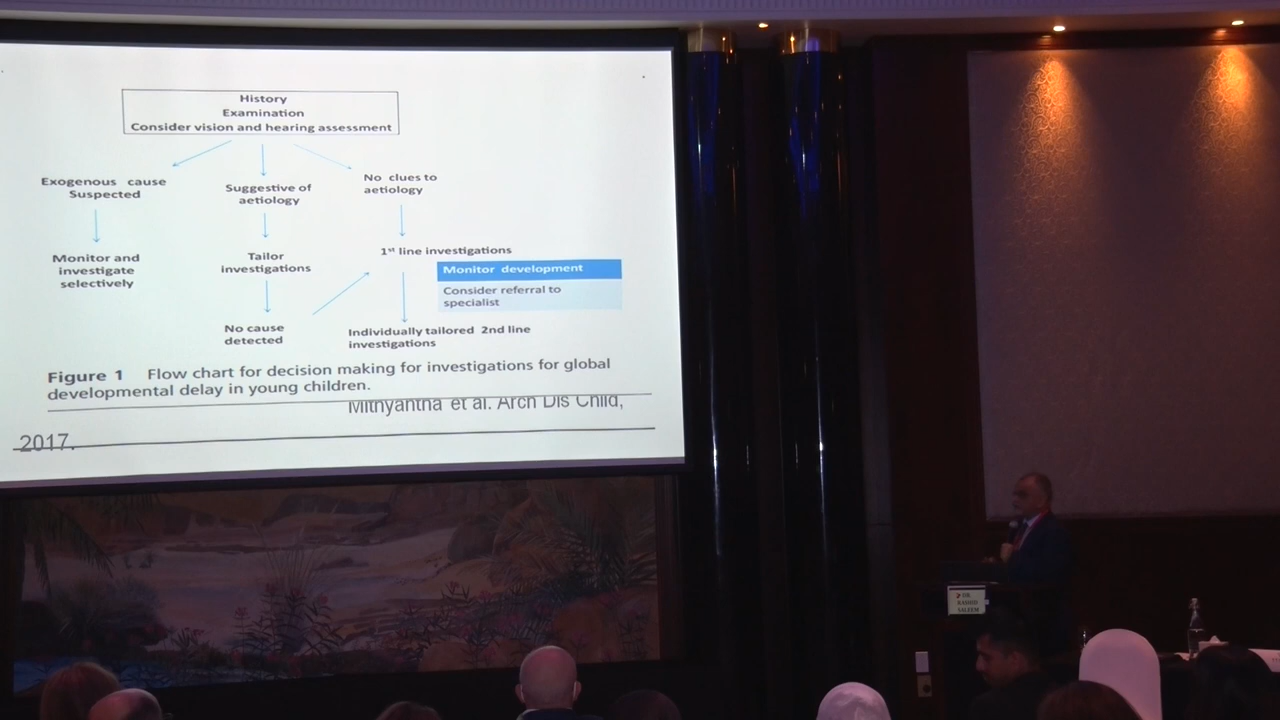 History
Examination
Consider vision and hearing assessment
Exogenous cause
Suspected
Suggestive of
aetiology
No clues to
aetiology
Monitor and
investigate
selectively
Tailor
investigations
1st line investigations
Monitor development
Consider referral to
specialist
No cause
detected
Individually tailored 2nd line
investigations
Figure 1 Flow chart for decision making for investigations for global
developmental delay in young children.
Mithyantha et al. Arch Dis Child,
2017.
DR.
RASHID
SALEEM